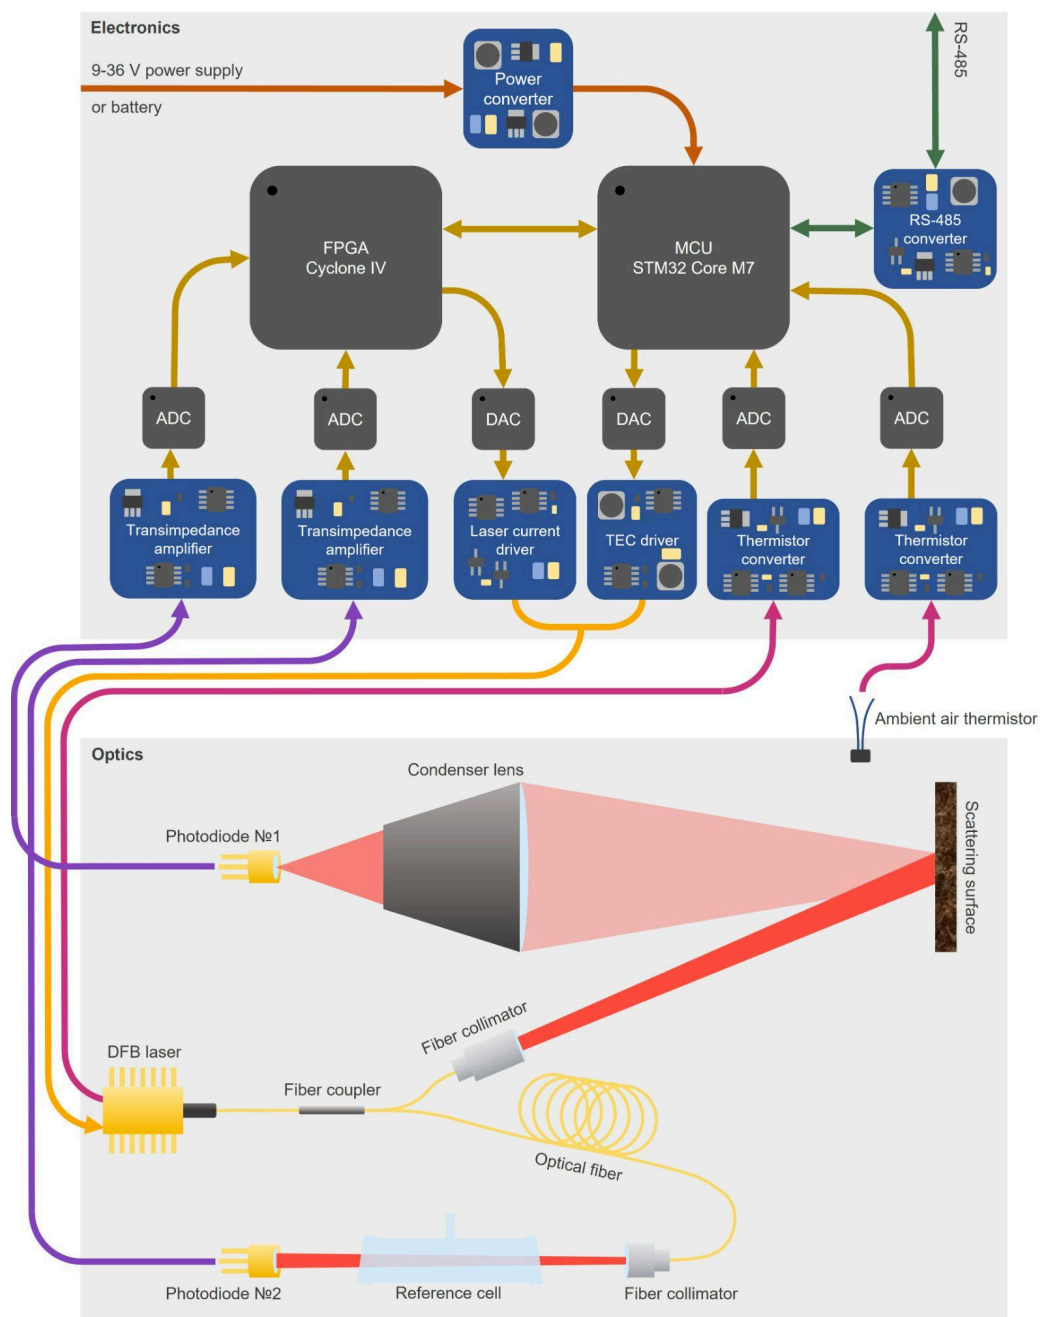 Electronics
9-36 V power supply
or battery
Power
converter
RS-485
FPGA
Cyclone IV
MCU
STM32 Core M7
RS-485
converter
ADC
ADC
DAC
DAC
ADC
ADC
Transimpedance
amplifier
Transimpedance
amplifier
Laser current
driver
TEC driver
Thermistor
converter
Thermistor
converter
Ambient air thermistor
Optics
Condenser lens
Photodiode №1
Scattering surface
Fiber collimator
DFB laser
Fiber coupler
Optical fiber
Photodiode №2
Reference cell
Fiber collimator